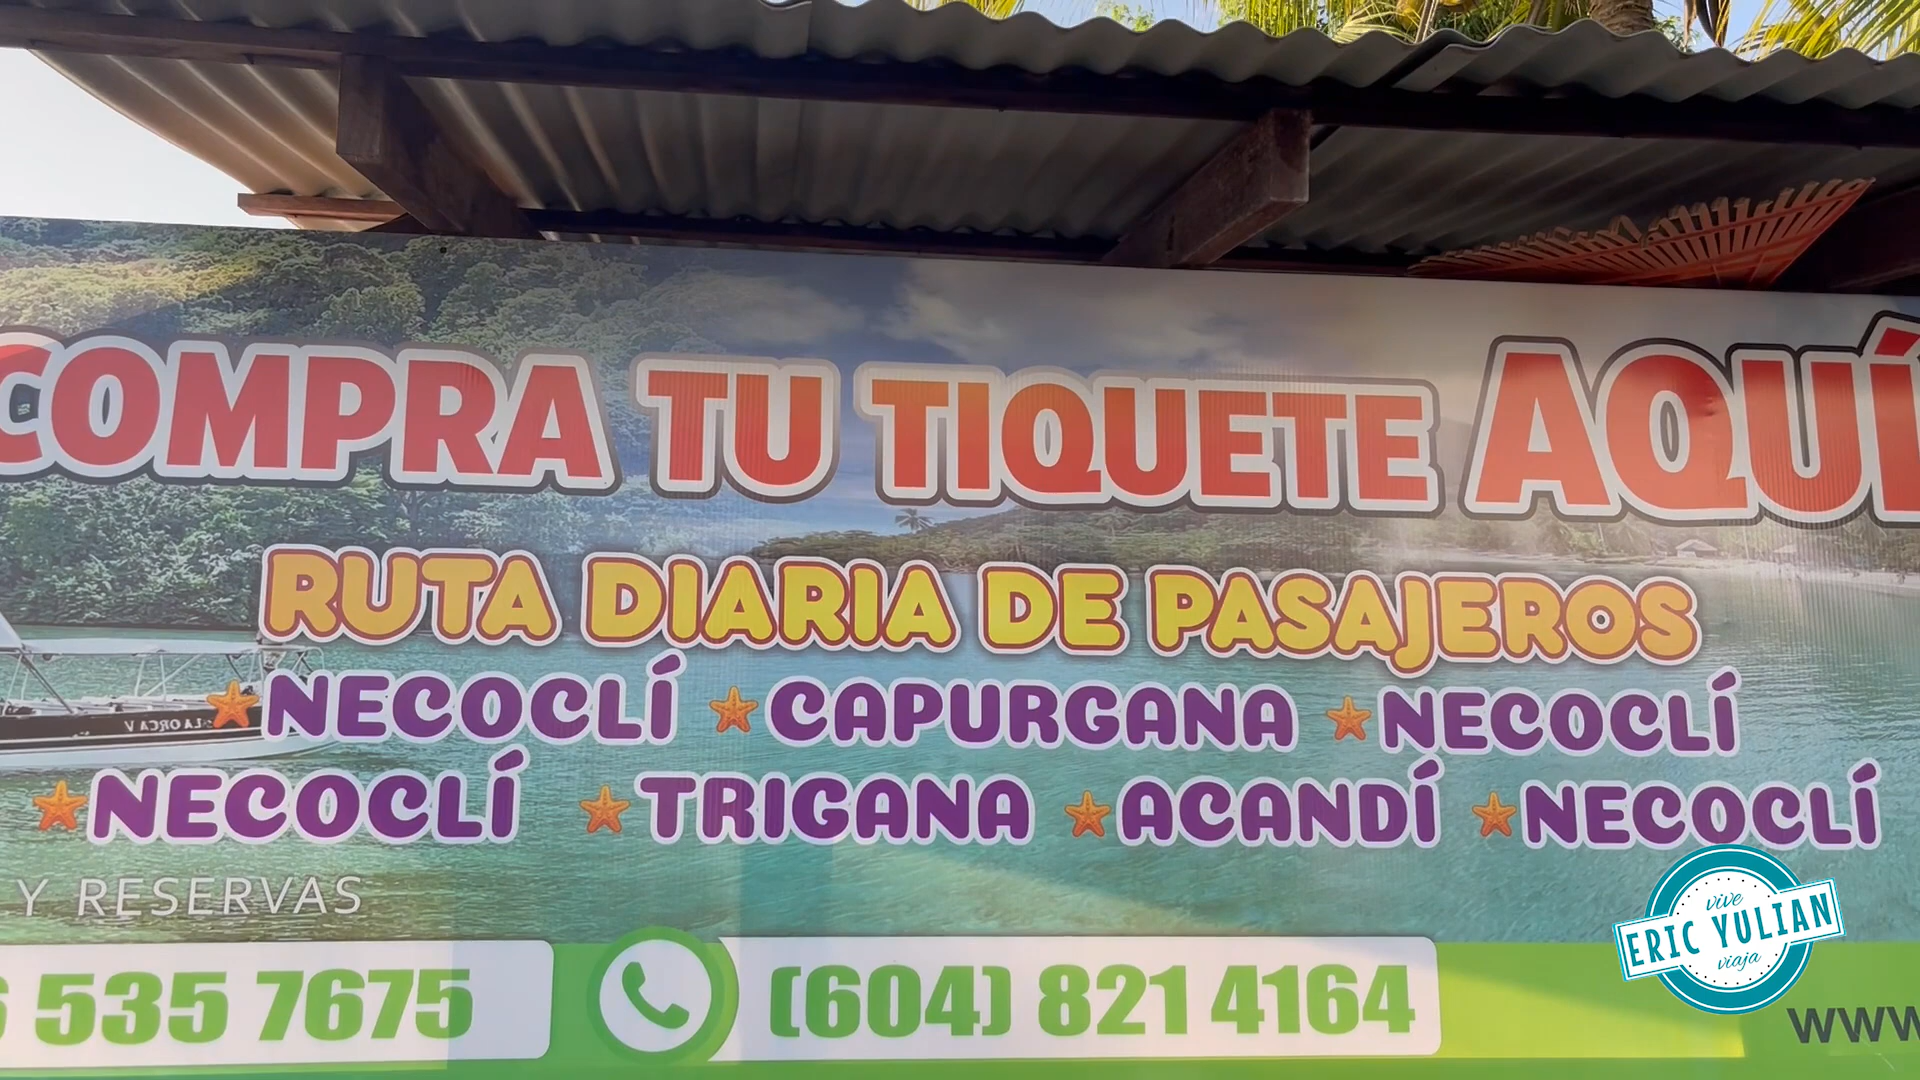 COMPRA TU TIQUETE AQUÍ
RUTA DIARIA DE PASAJEROS
NECOCLÍ CAPURGANA NECOCLÍ
NECOCLÍ TRIGANA ACANDÍ NECOCLÍ
Y RESERVAS
535 7675 (604) 821 4164
www
vive
ERIC YULIAN
viaja